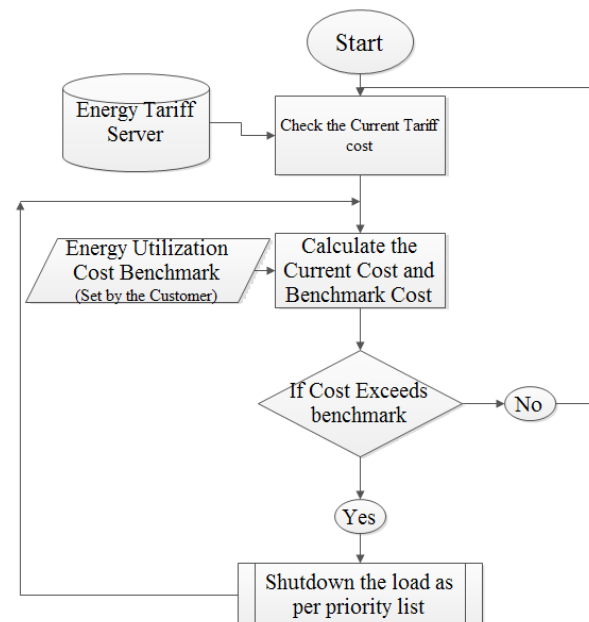 Start
Energy Tariff
Server
Check the Current Tariff
cost
Energy Utilization
Cost Benchmark
(Set by the Customer)
Calculate the
Current Cost and
Benchmark Cost
If Cost Exceeds
benchmark
No
Yes
Shutdown the load as
per priority list